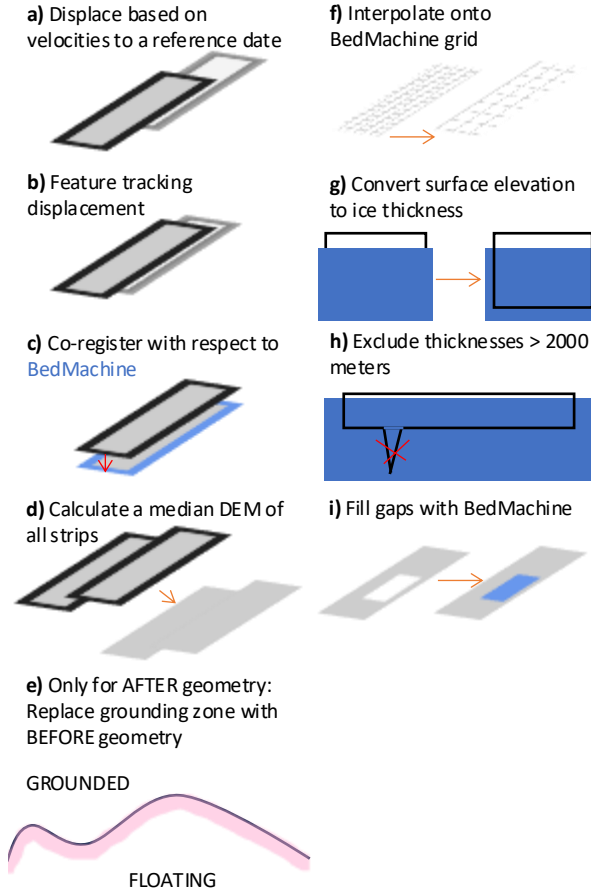 a) Displace based on
velocities to a reference date
b) Feature tracking
displacement
c) Co-register with respect to
BedMachine
d) Calculate a median DEM of
all strips
e) Only for AFTER geometry:
Replace grounding zone with
BEFORE geometry
GROUNDED
FLOATING
f) Interpolate onto
BedMachine grid
g) Convert surface elevation
to ice thickness
h) Exclude thicknesses > 2000
meters
i) Fill gaps with BedMachine